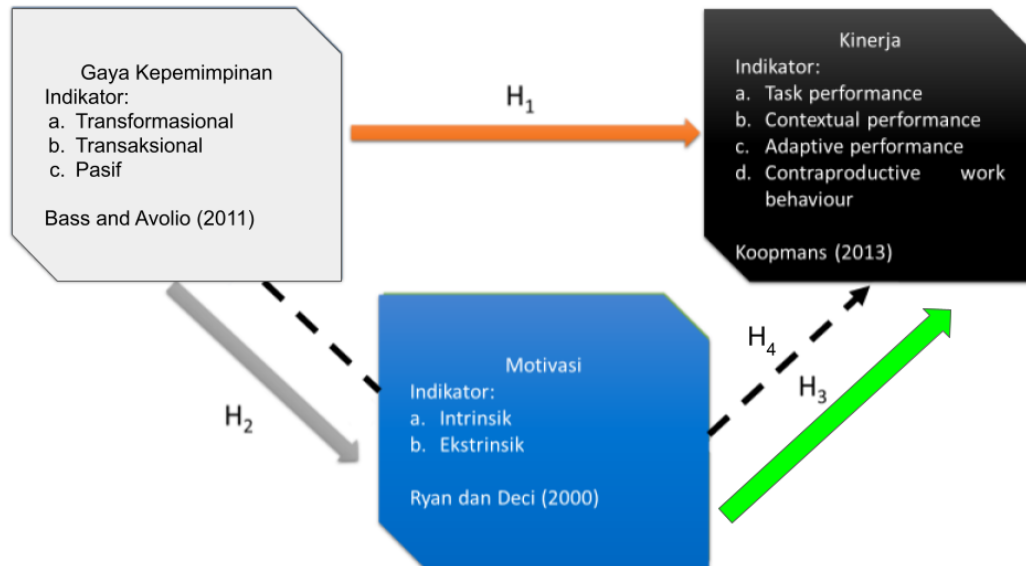 Gaya Kepemimpinan
Indikator:
a. Transformasional
b. Transaksional
c. Pasif
Bass and Avolio (2011)
H1
Kinerja
Indikator:
a. Task performance
b. Contextual performance
c. Adaptive performance
d. Contraproductive work
behaviour
Koopmans (2013)
H2
Motivasi
Indikator:
a. Intrinsik
b. Ekstrinsik
Ryan dan Deci (2000)
H4
H3